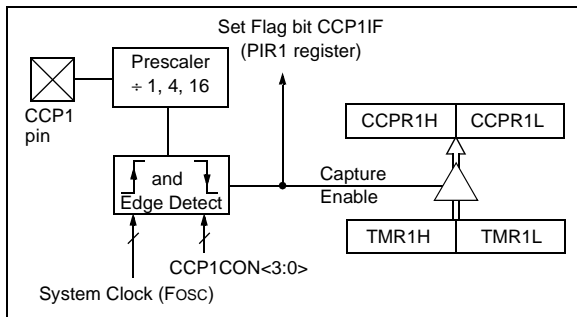 Set Flag bit CCP1IF
(PIR1 register)
Prescaler
÷ 1, 4, 16
CCP1
pin
CCPR1H CCPR1L
and
Edge Detect
Capture
Enable
TMR1H TMR1L
CCP1CON<3:0>
System Clock (FOSC)